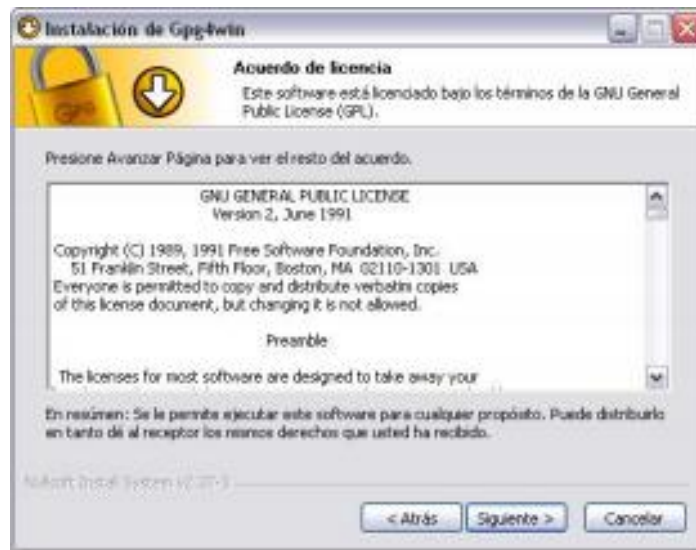 Instalación de Gpg4win
Acuerdo de licencia
Este software está licenciado bajo los términos de la GNU General
Public License (GPL).
Presione Avanzar Página para ver el resto del acuerdo.
GNU GENERAL PUBLIC LICENSE
Version 2, June 1991
Copyright (C) 1989, 1991 Free Software Foundation, Inc.
51 Franklin Street, Fifth Floor, Boston, MA 02110-1301 USA
Everyone is permitted to copy and distribute verbatim copies
of this license document, but changing it is not allowed.
Preamble
The licenses for most software are designed to take away your
En resúmen: Se le permite ejecutar este software para cualquier propósito. Puede distribuirlo
en tanto dé al receptor los mismos derechos que usted ha recibido.
Nullsoft Install System
< Atrás
Siguiente >
Cancelar